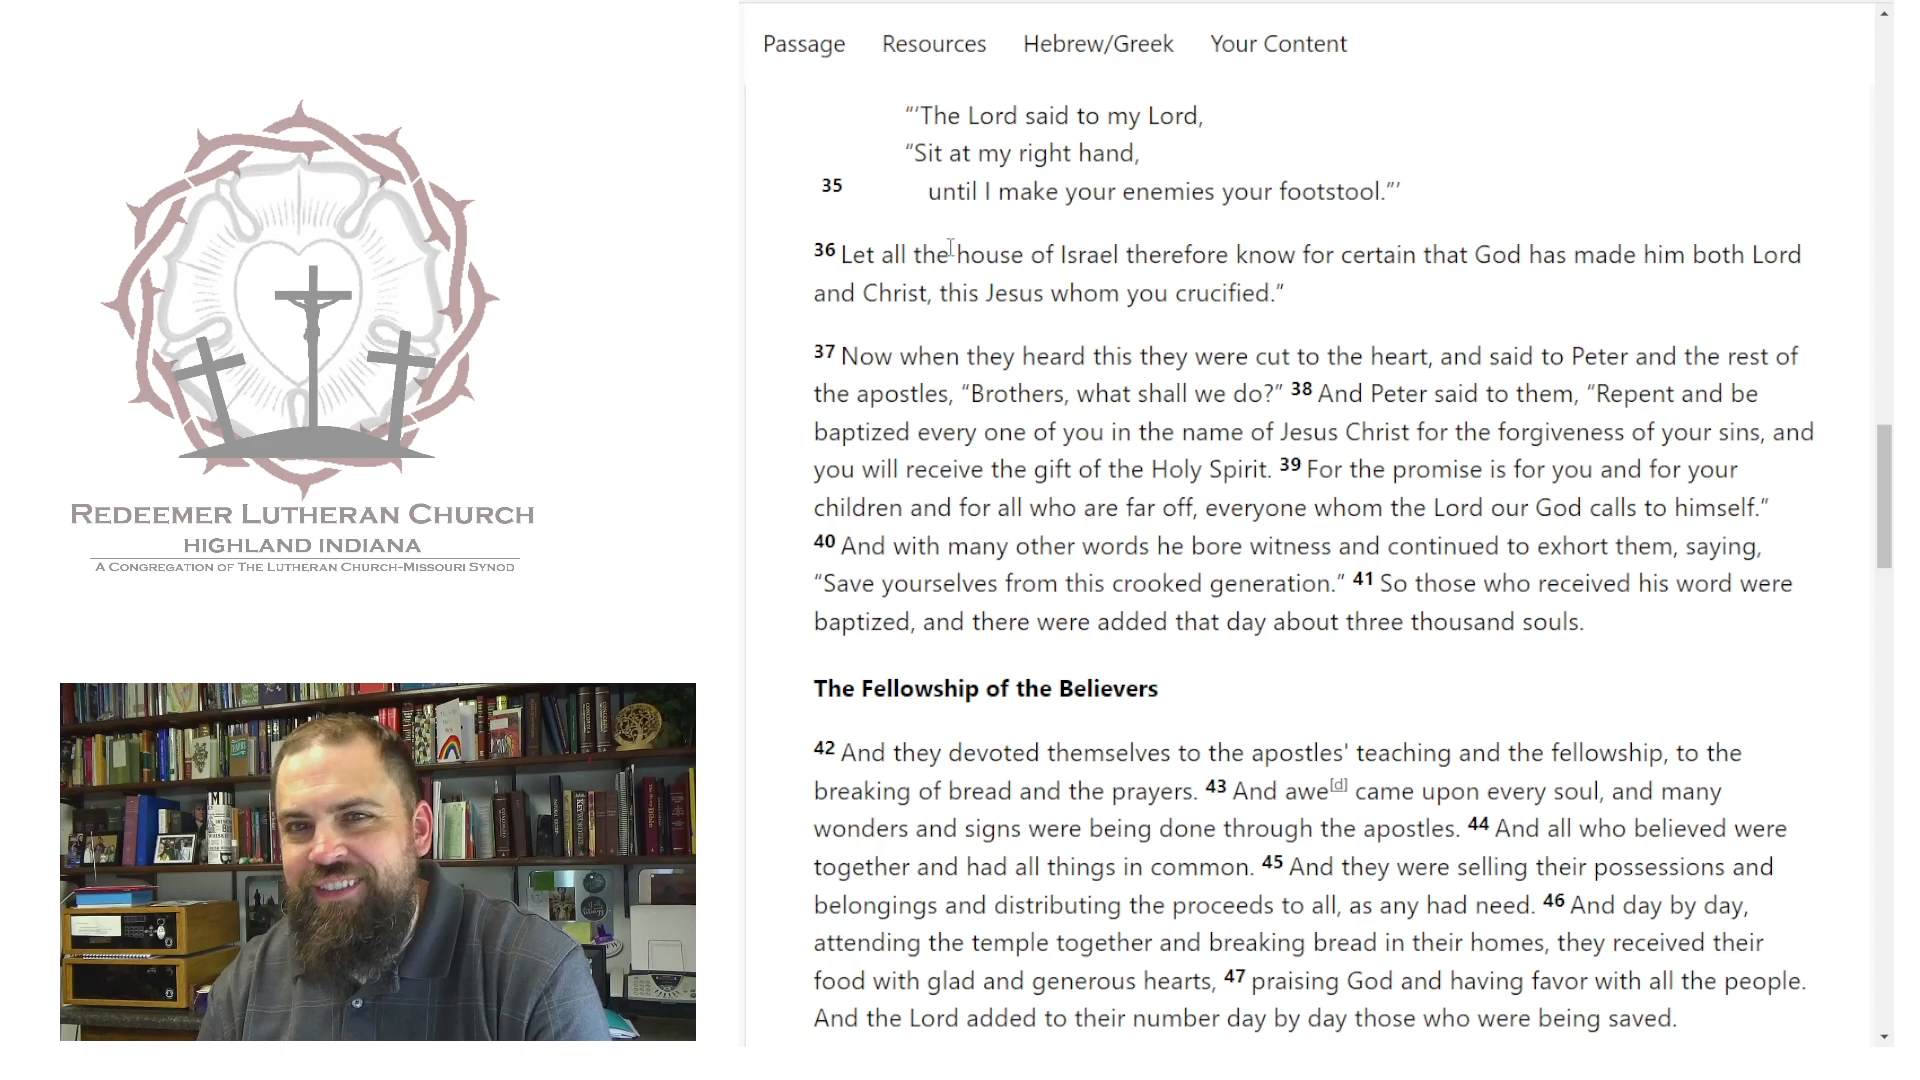 Passage Resources Hebrew/Greek Your Content
“‘The Lord said to my Lord,
“Sit at my right hand,
35 until I make your enemies your footstool.”’
36 Let all the house of Israel therefore know for certain that God has made him both Lord
and Christ, this Jesus whom you crucified.”
37 Now when they heard this they were cut to the heart, and said to Peter and the rest of
the apostles, “Brothers, what shall we do?” 38 And Peter said to them, “Repent and be
baptized every one of you in the name of Jesus Christ for the forgiveness of your sins, and
you will receive the gift of the Holy Spirit. 39 For the promise is for you and for your
children and for all who are far off, everyone whom the Lord our God calls to himself.”
40 And with many other words he bore witness and continued to exhort them, saying,
“Save yourselves from this crooked generation.” 41 So those who received his word were
baptized, and there were added that day about three thousand souls.
The Fellowship of the Believers
42 And they devoted themselves to the apostles' teaching and the fellowship, to the
breaking of bread and the prayers. 43 And awe[d] came upon every soul, and many
wonders and signs were being done through the apostles. 44 And all who believed were
together and had all things in common. 45 And they were selling their possessions and
belongings and distributing the proceeds to all, as any had need. 46 And day by day,
attending the temple together and breaking bread in their homes, they received their
food with glad and generous hearts, 47 praising God and having favor with all the people.
And the Lord added to their number day by day those who were being saved.
REDEEMER LUTHERAN CHURCH
HIGHLAND INDIANA
A CONGREGATION OF THE LUTHERAN CHURCH-MISSOURI SYNOD